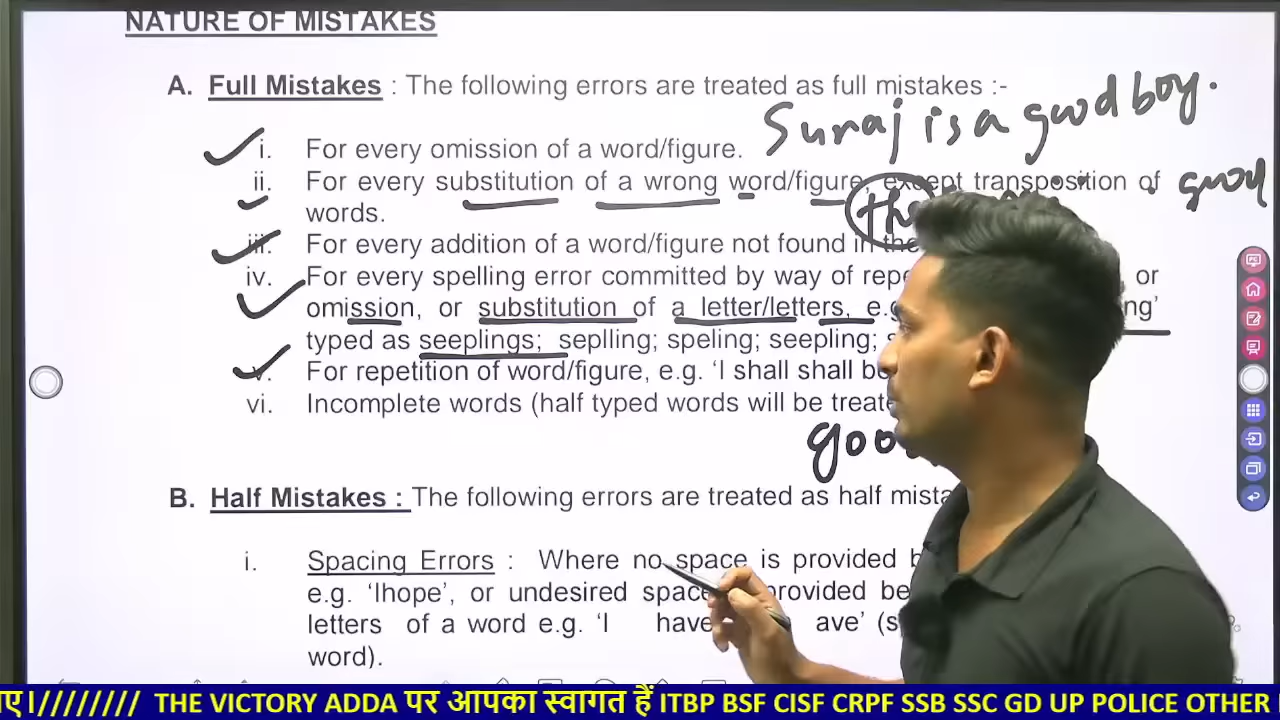 NATURE OF MISTAKES
A. Full Mistakes : The following errors are treated as full mistakes :-
Suraj is a good boy.
i. For every omission of a word/figure.
ii. For every substitution of a wrong word/figure, except transposition of
good
words.
the
iii. For every addition of a word/figure not found in the
iv. For every spelling error committed by way of repe or
omission, or substitution of a letter/letters, e.g ng’
typed as seeplings; seplling; speling; seepling; s
v. For repetition of word/figure, e.g. ‘I shall shall be
vi. Incomplete words (half typed words will be treate
goo
B. Half Mistakes : The following errors are treated as half mista
i. Spacing Errors : Where no space is provided b
e.g. ‘Ihope’, or undesired space provided be
letters of a word e.g. ‘I have ave’ (s
word).
ाए।//////// THE VICTORY ADDA पर आपका स्वागत हैं ITBP BSF CISF CRPF SSB SSC GD UP POLICE OTHER